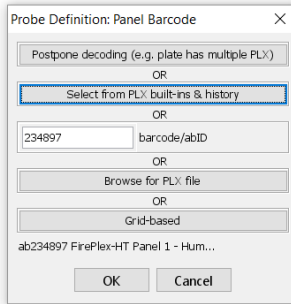 Probe Definition: Panel Barcode
Postpone decoding (e.g. plate has multiple PLX)
OR
Select from PLX built-ins & history
OR
234897 barcode/abID
OR
Browse for PLX file
OR
Grid-based
ab234897 FirePlex-HT Panel 1 - Hum...
OK Cancel